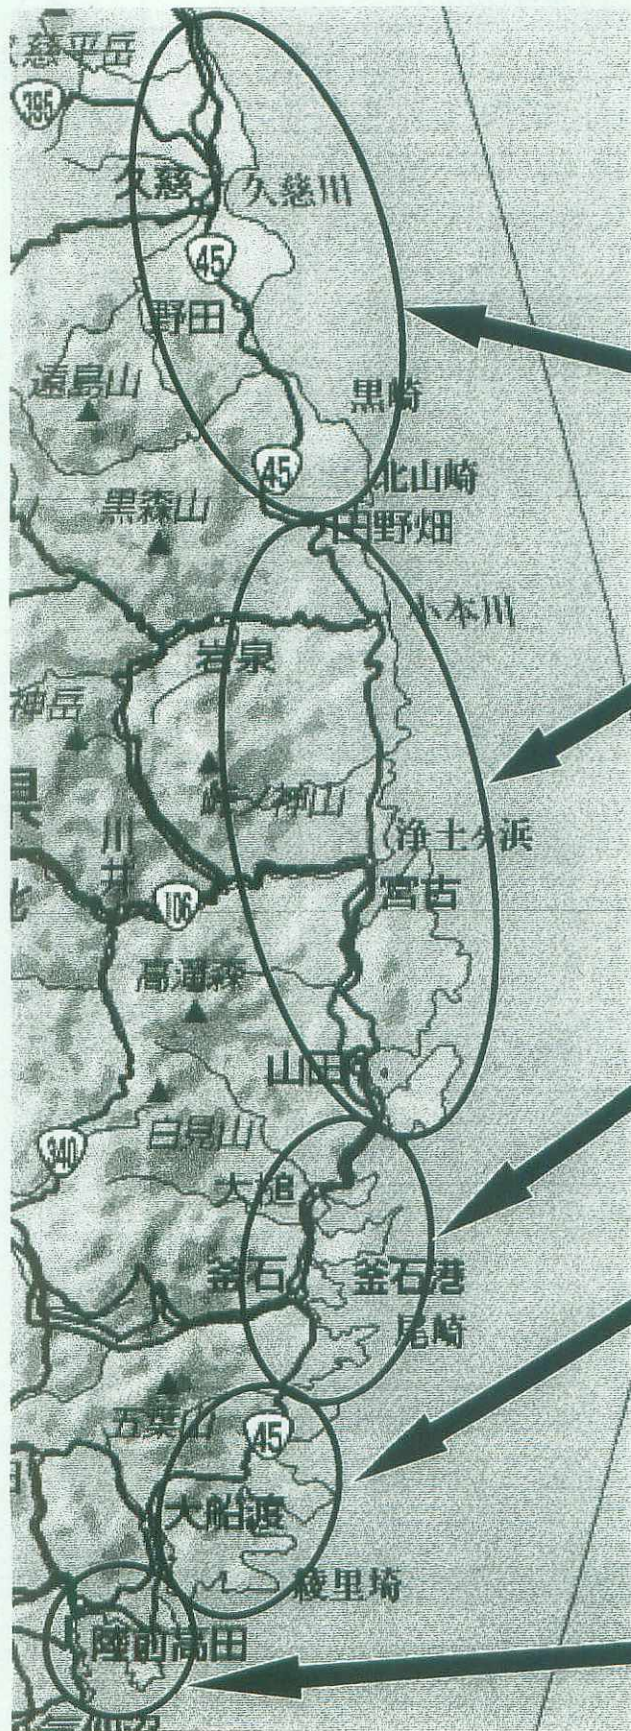 慈平岳
395
久慈
久慈川
45
野田
遠島山
黒崎
45
北山崎
黒森山
田野畑
小本川
岩泉
神岳
峠ノ神山
県
川井
浄土ヶ浜
宮古
106
高滝森
山田
白見山
340
大槌
釜石
釜石港
尾崎
五葉山
45
大船渡
綾里埼
陸前高田